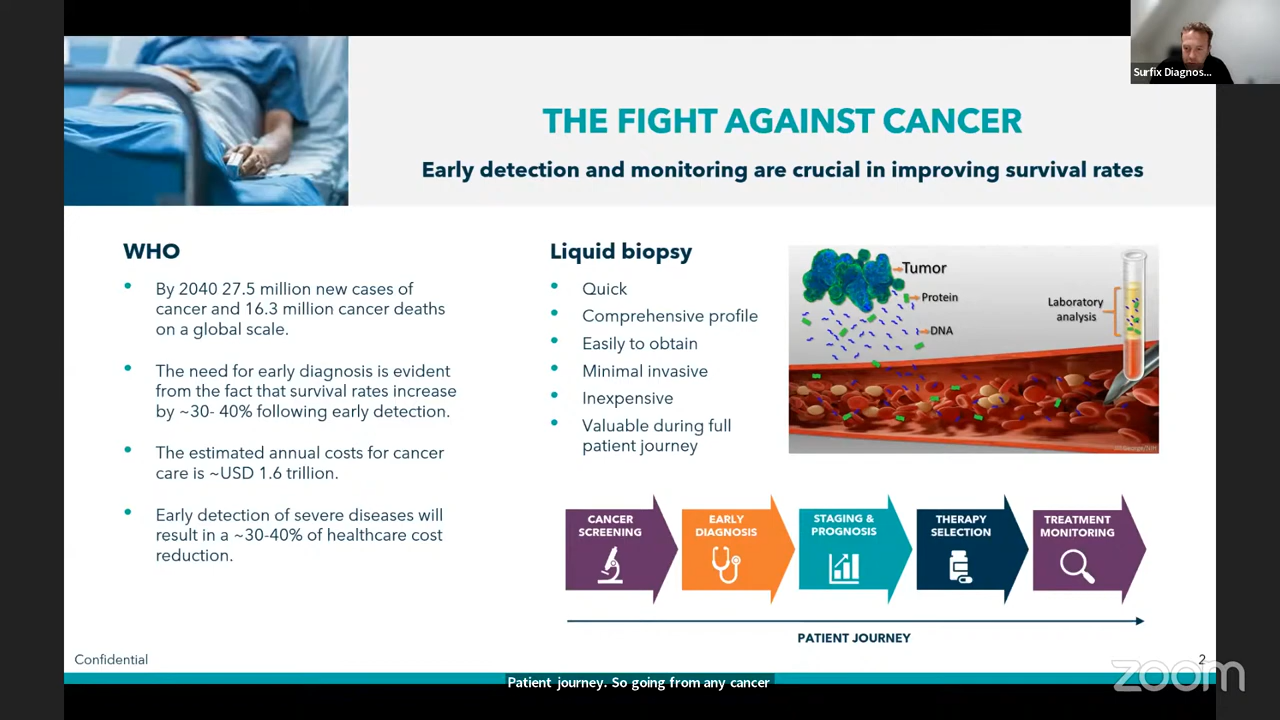 Surfix Diagnos...
THE FIGHT AGAINST CANCER
Early detection and monitoring are crucial in improving survival rates
WHO
• By 2040 27.5 million new cases of
cancer and 16.3 million cancer deaths
on a global scale.
• The need for early diagnosis is evident
from the fact that survival rates increase
by ~30- 40% following early detection.
• The estimated annual costs for cancer
care is ~USD 1.6 trillion.
• Early detection of severe diseases will
result in a ~30-40% of healthcare cost
reduction.
Liquid biopsy
• Quick
• Comprehensive profile
• Easily to obtain
• Minimal invasive
• Inexpensive
• Valuable during full
patient journey
Tumor
Protein
DNA
Laboratory
analysis
CANCER
SCREENING
EARLY
DIAGNOSIS
STAGING &
PROGNOSIS
THERAPY
SELECTION
TREATMENT
MONITORING
PATIENT JOURNEY
Confidential
2
zoom
Patient journey. So going from any cancer